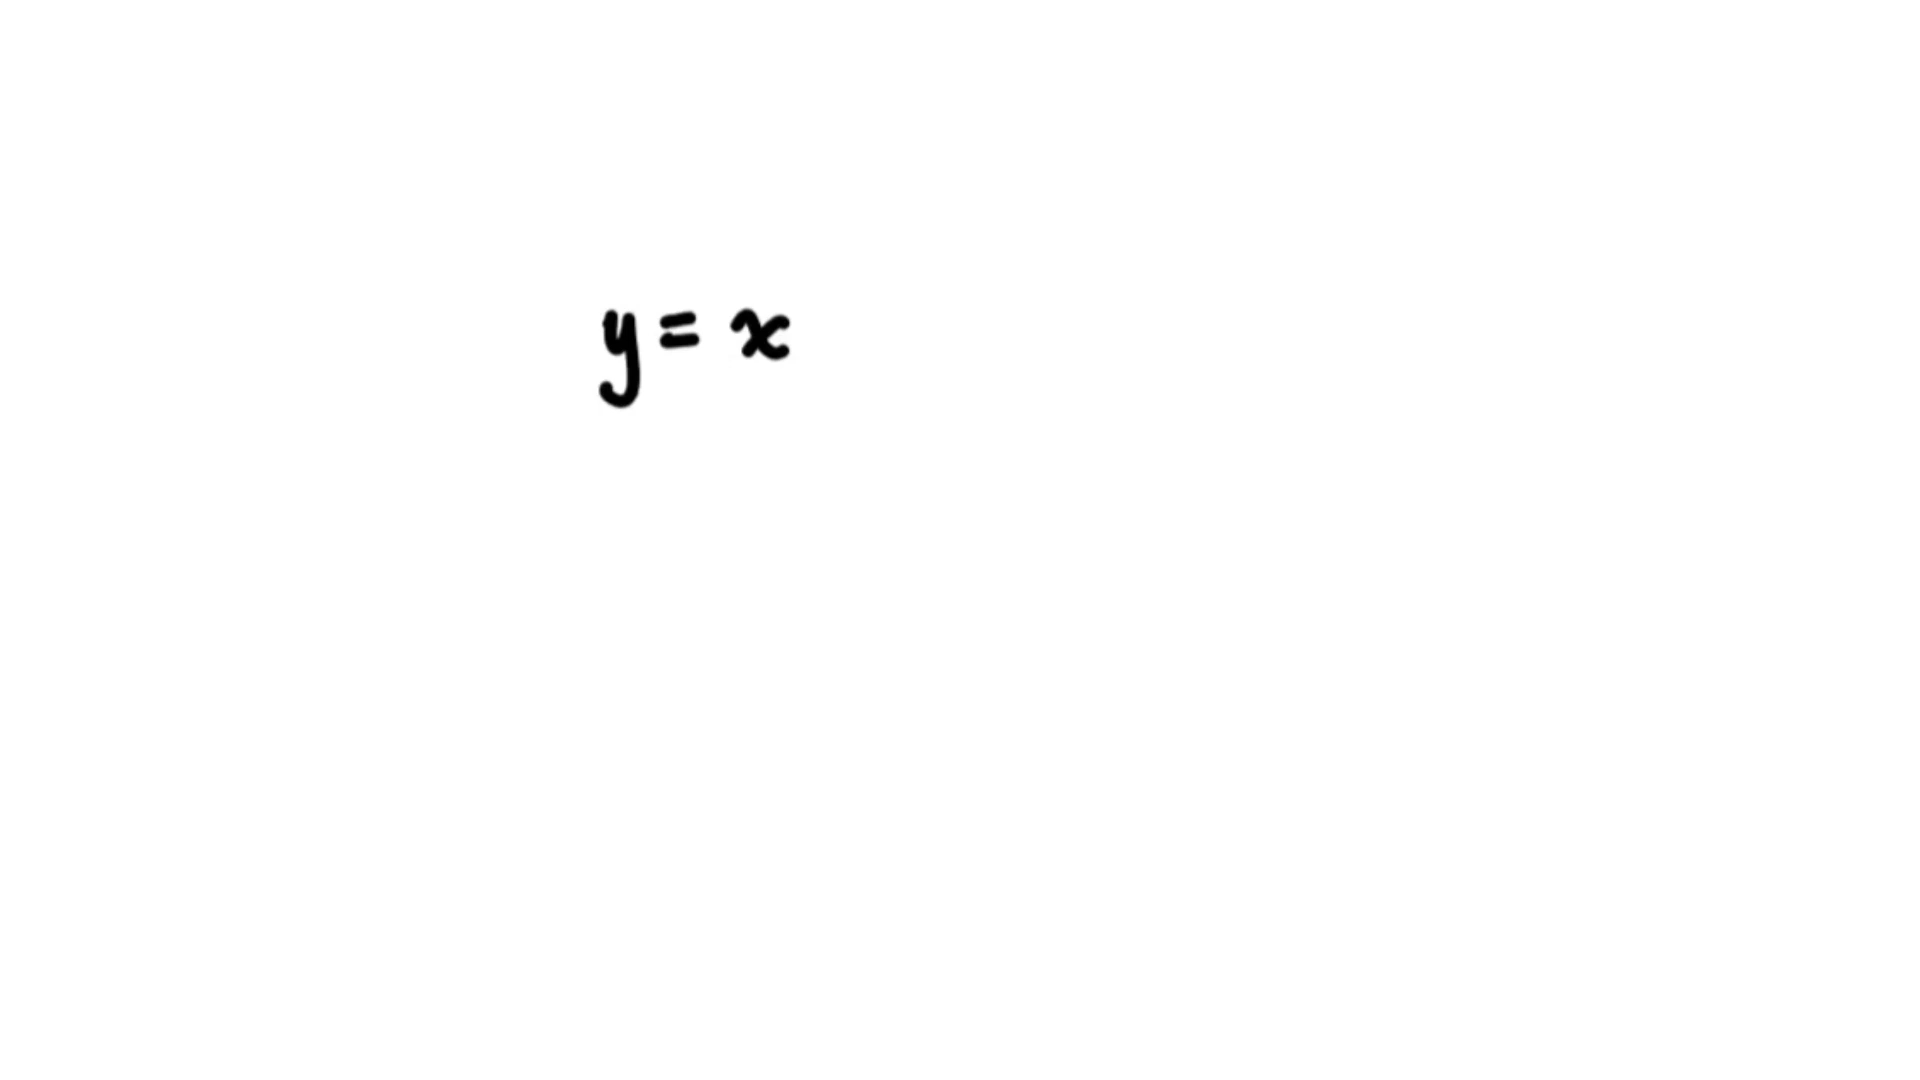 y = x